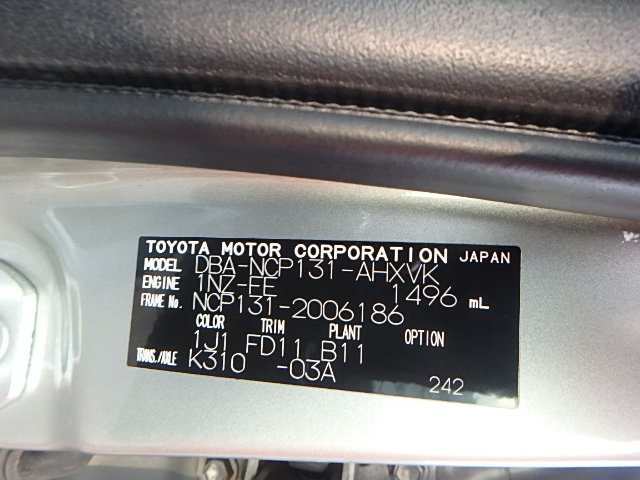 TOYOTA MOTOR CORPORATION JAPAN
MODEL DBA-NCP131-AHXVK
ENGINE 1NZ-FE 1496 mL
FRAME No. NCP131-2006186
COLOR TRIM PLANT OPTION
1J1 FD11 B11
TRANS./AXLE K310 -03A
242